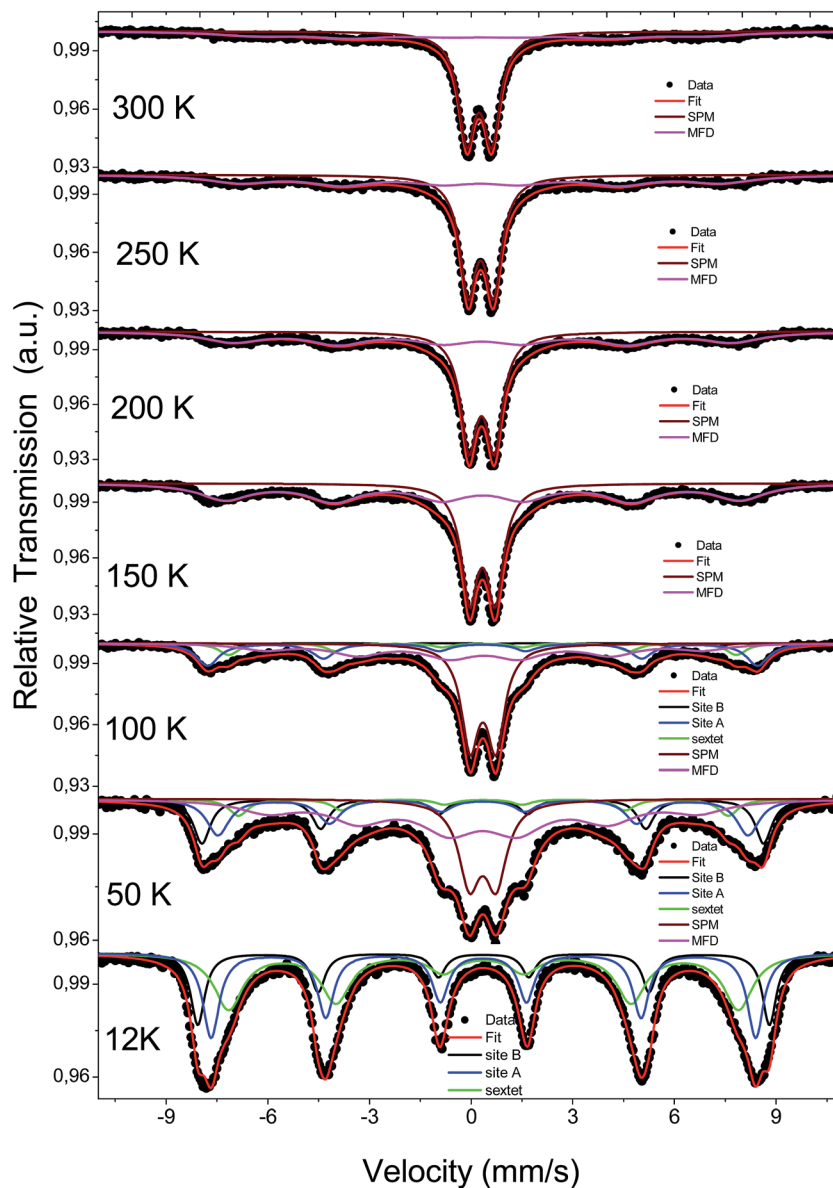 0,99
0,96
300 K
Data
Fit
SPM
MFD
0,93
0,99
250 K
0,96
Data
Fit
SPM
MFD
0,93
0,99
200 K
0,96
Data
Fit
SPM
MFD
0,93
0,99
150 K
0,96
Data
Fit
SPM
MFD
0,93
0,99
100 K
0,96
Data
Fit
Site B
Site A
sextet
SPM
MFD
0,93
0,99
50 K
Data
Fit
Site B
Site A
sextet
SPM
MFD
0,96
0,99
12K
Data
Fit
site B
site A
sextet
0,96
-9 -6 -3 0 3 6 9
Velocity (mm/s)
Relative Transmission (a.u.)